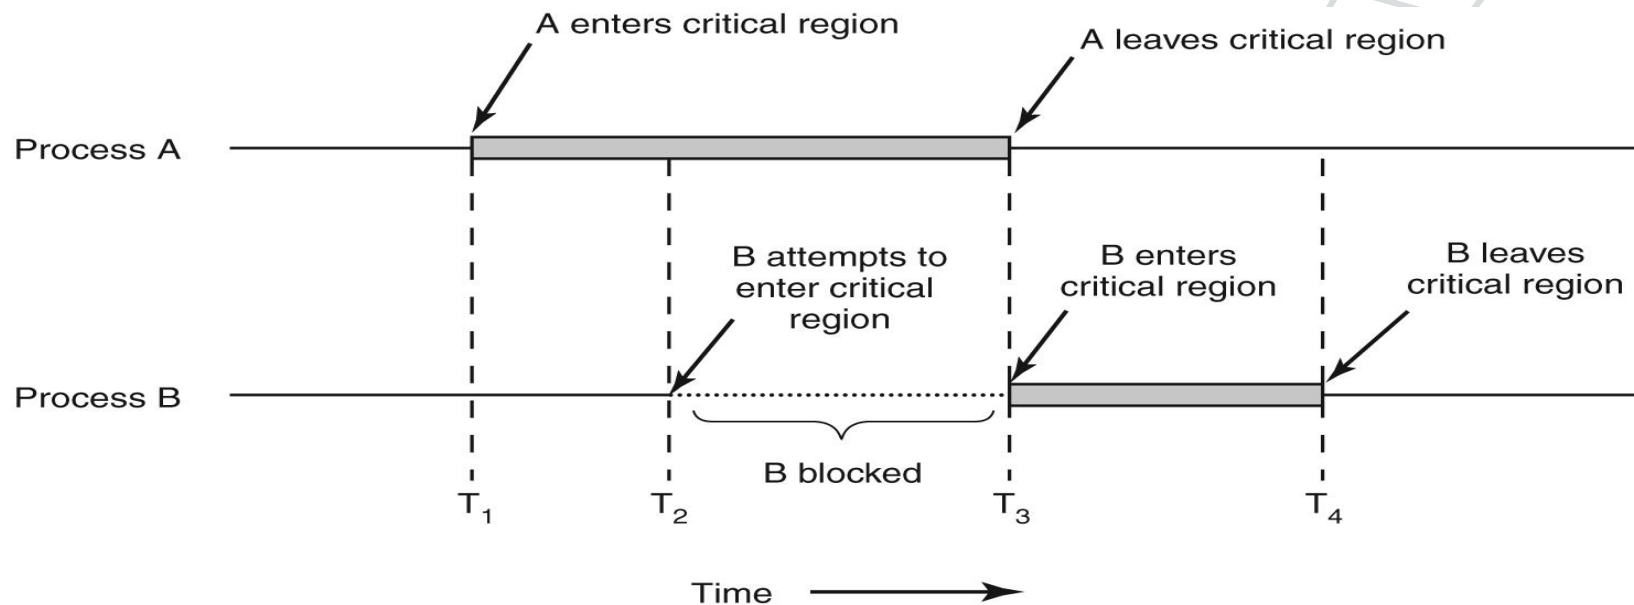 A enters critical region
A leaves critical region
Process A
B attempts to
enter critical
region
B enters
critical region
B leaves
critical region
Process B
B blocked
T1
T2
T3
T4
Time